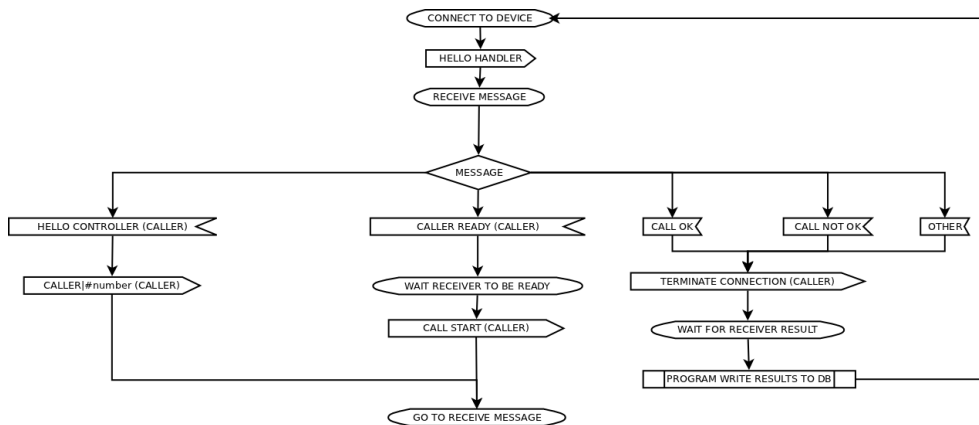 CONNECT TO DEVICE
HELLO HANDLER
RECEIVE MESSAGE
MESSAGE
HELLO CONTROLLER (CALLER)
CALLER READY (CALLER)
CALL OK
CALL NOT OK
OTHER
CALLER|#number (CALLER)
WAIT RECEIVER TO BE READY
TERMINATE CONNECTION (CALLER)
CALL START (CALLER)
WAIT FOR RECEIVER RESULT
PROGRAM WRITE RESULTS TO DB
GO TO RECEIVE MESSAGE